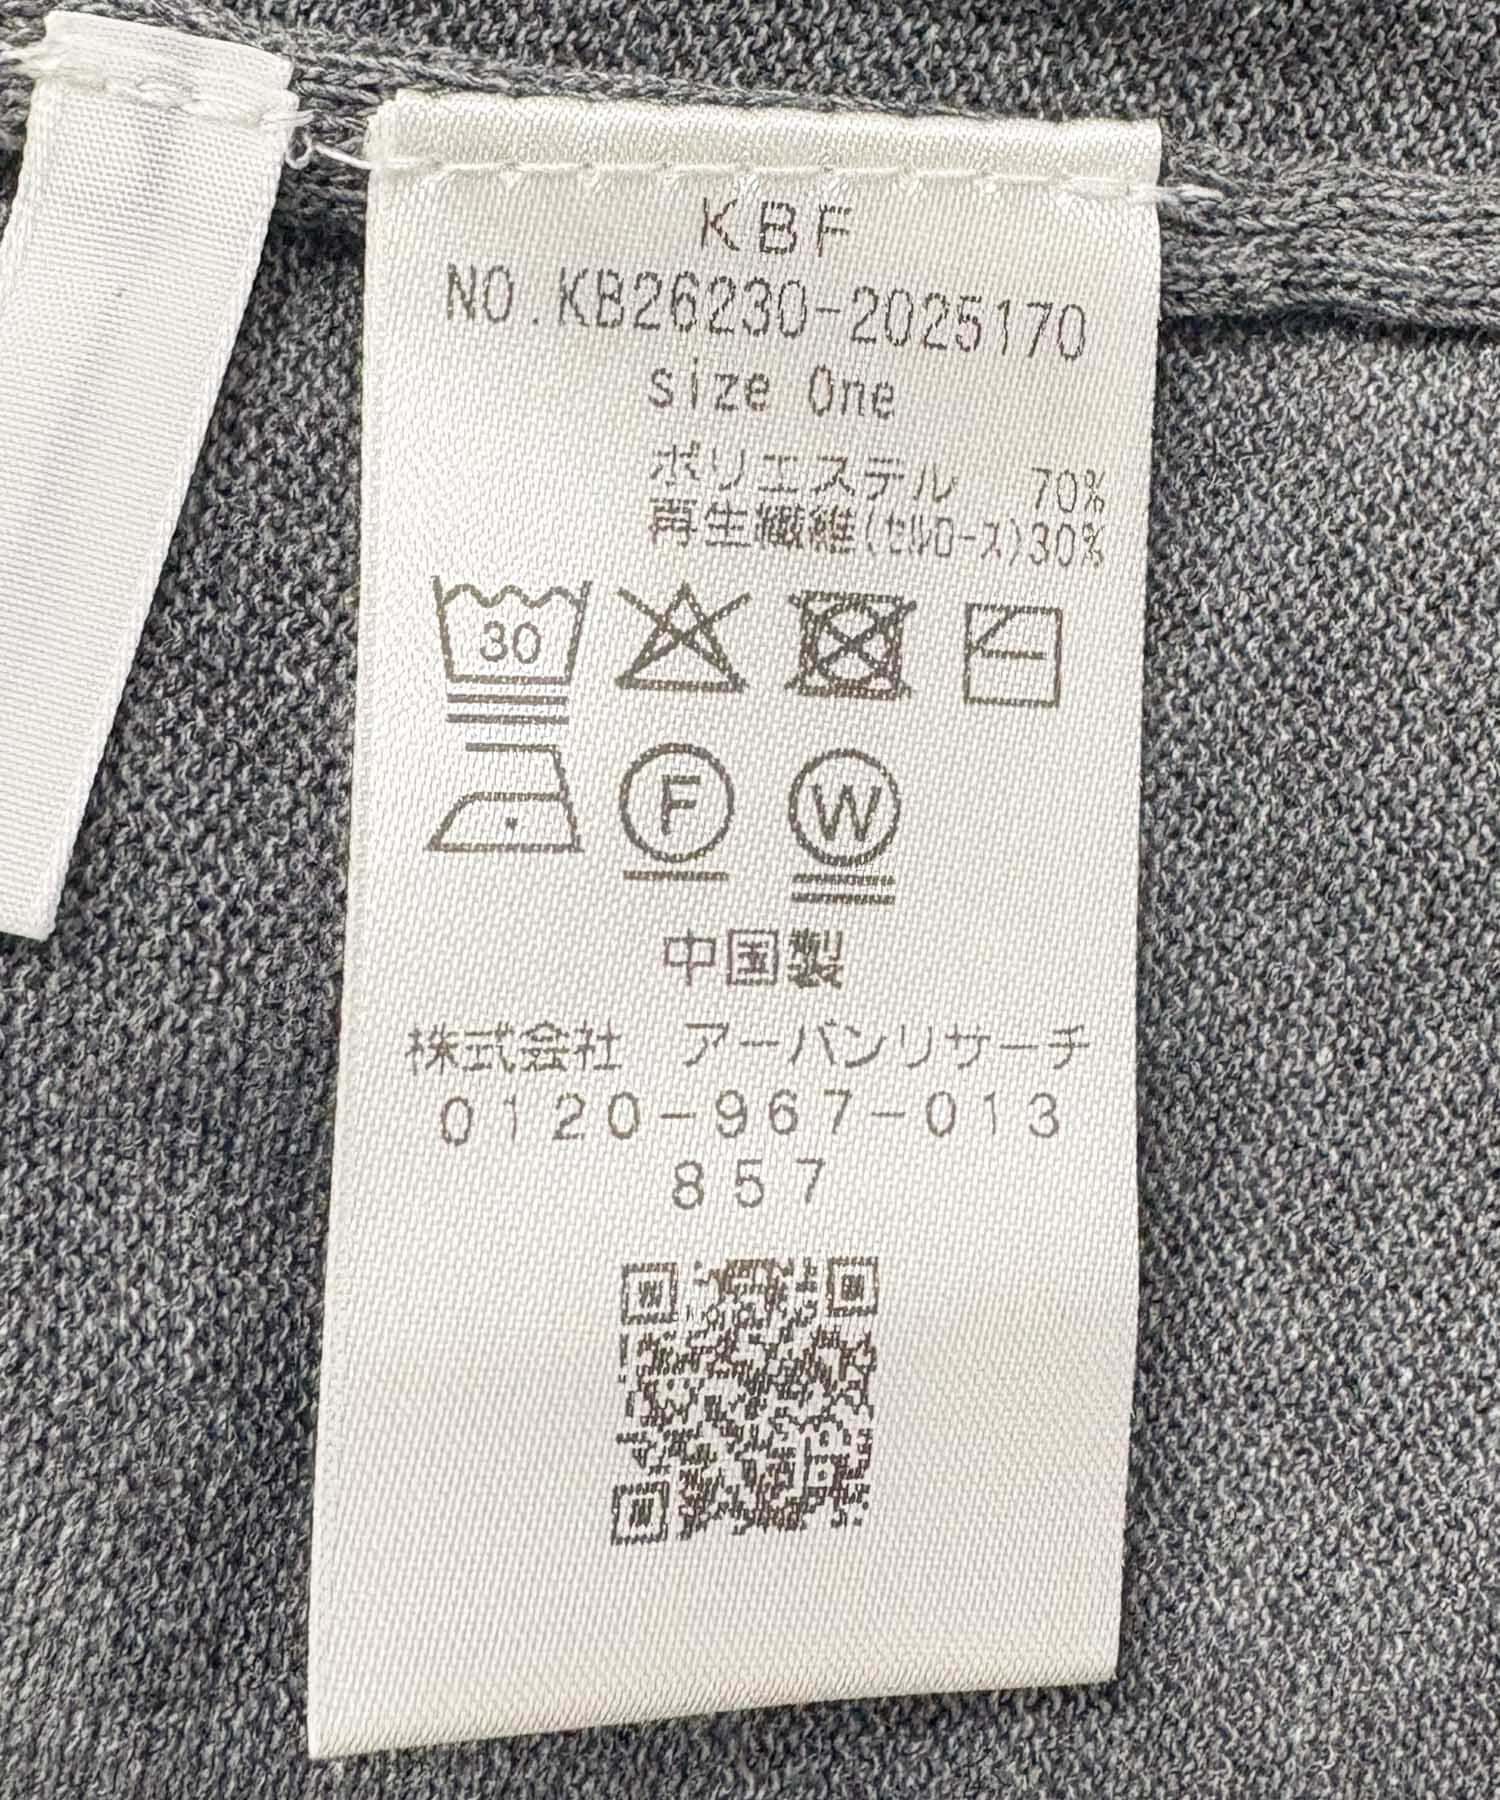 KBF
NO.KB26230-2025170
size One
ポリエステル 70%
再生繊維(セルロース)30%
30
F W
中国製
株式会社 アーバンリサーチ
0120-967-013
857